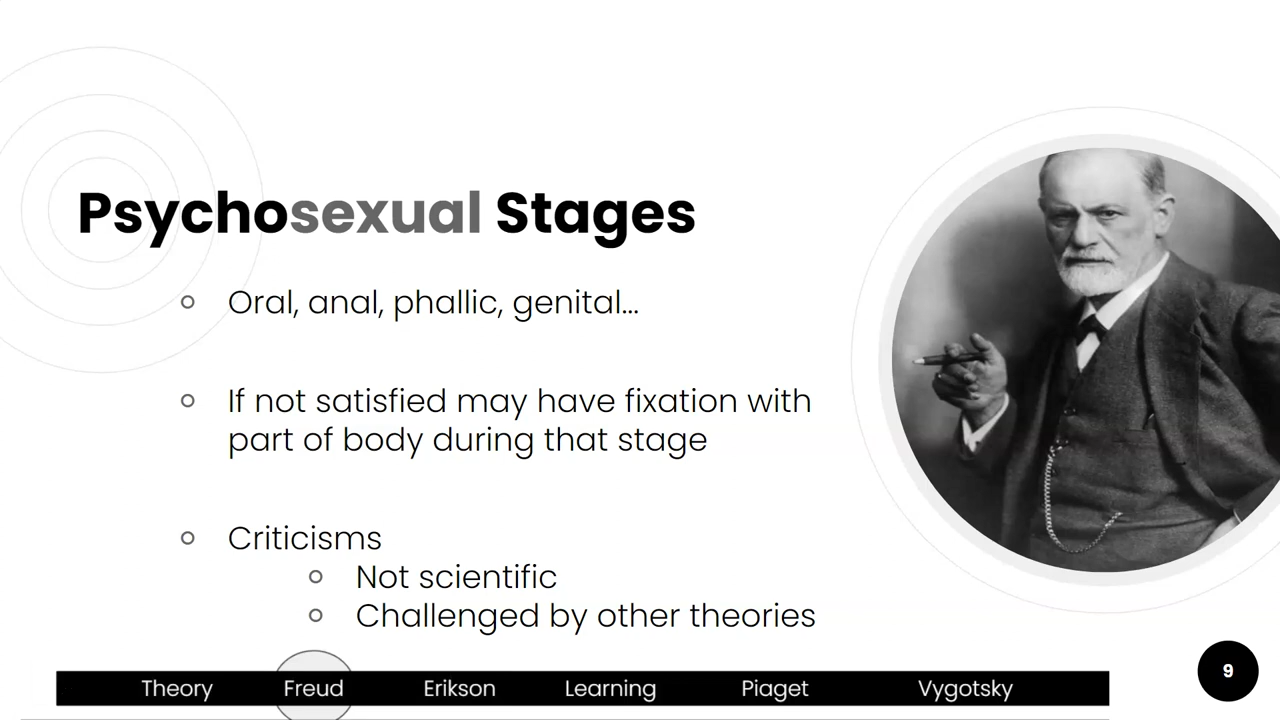 Psychosexual Stages
Oral, anal, phallic, genital...
If not satisfied may have fixation with
part of body during that stage
Criticisms
Not scientific
Challenged by other theories
Theory Freud Erikson Learning Piaget Vygotsky
9